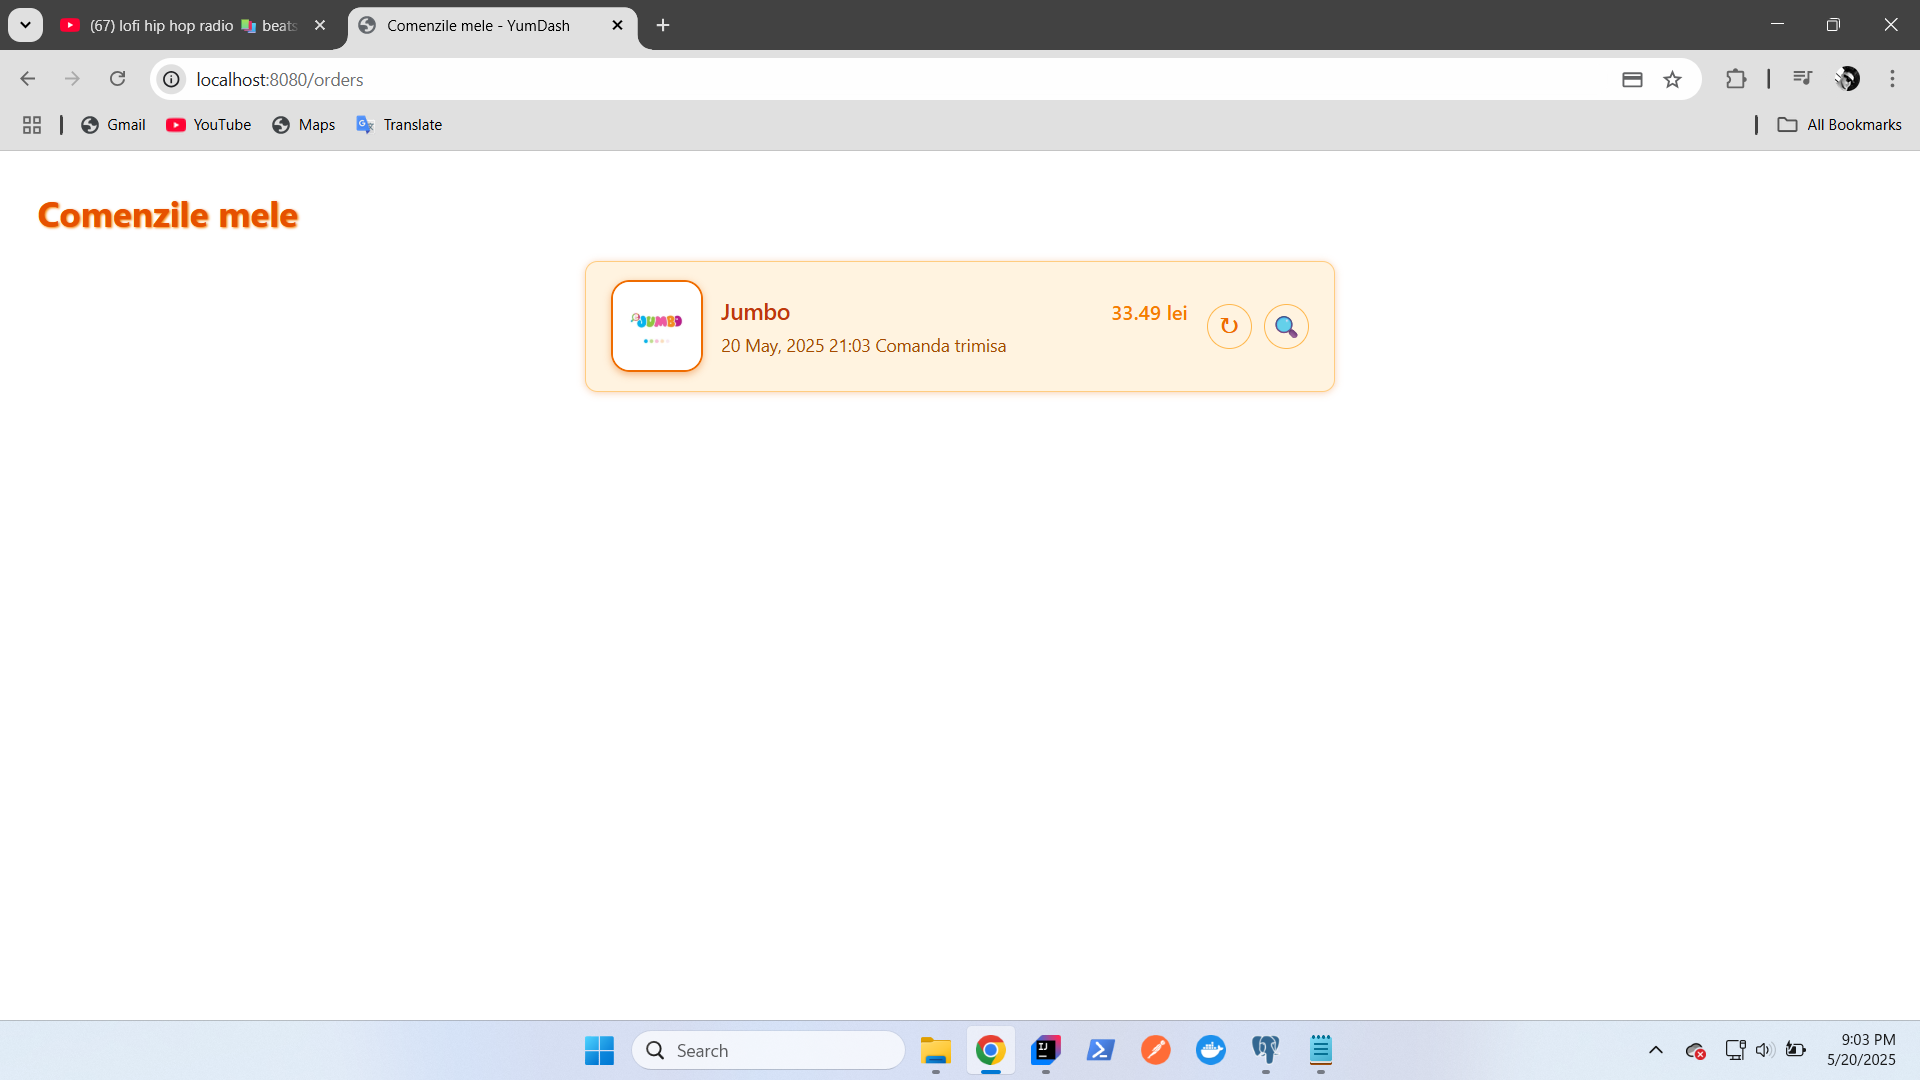 (67) lofi hip hop radio 📚 beats
Comenzile mele - YumDash
localhost:8080/orders
Gmail
YouTube
Maps
Translate
All Bookmarks
Comenzile mele
JUMBO
Jumbo
33.49 lei
20 May, 2025 21:03 Comanda trimisa
Search
9:03 PM
5/20/2025